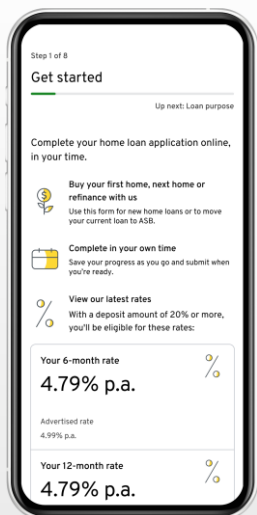 Step 1 of 8
Get started
Up next: Loan purpose
Complete your home loan application online,
in your time.
Buy your first home, next home or
refinance with us
Use this form for new home loans or to move
your current loan to ASB.
Complete in your own time
Save your progress as you go and submit when
you're ready.
View our latest rates
With a deposit amount of 20% or more,
you'll be eligible for these rates:
Your 6-month rate
4.79% p.a.
Advertised rate
4.99% p.a.
Your 12-month rate
4.79% p.a.